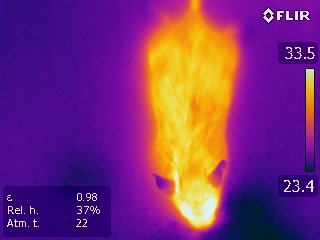 FLIR
33.5
23.4
ε 0.98
Rel. h. 37%
Atm. t. 22